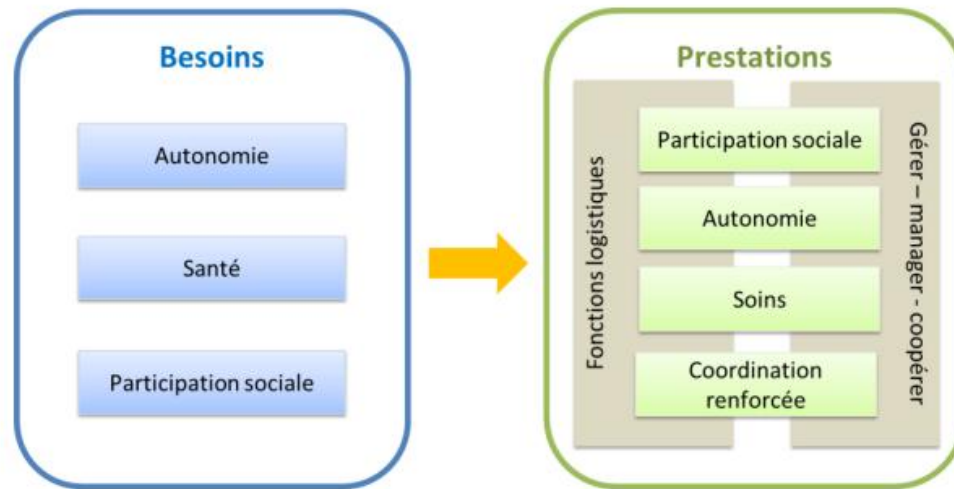 Besoins
Autonomie
Santé
Participation sociale
Prestations
Fonctions logistiques
Participation sociale
Autonomie
Soins
Coordination
renforcée
Gérer – manager - coopérer